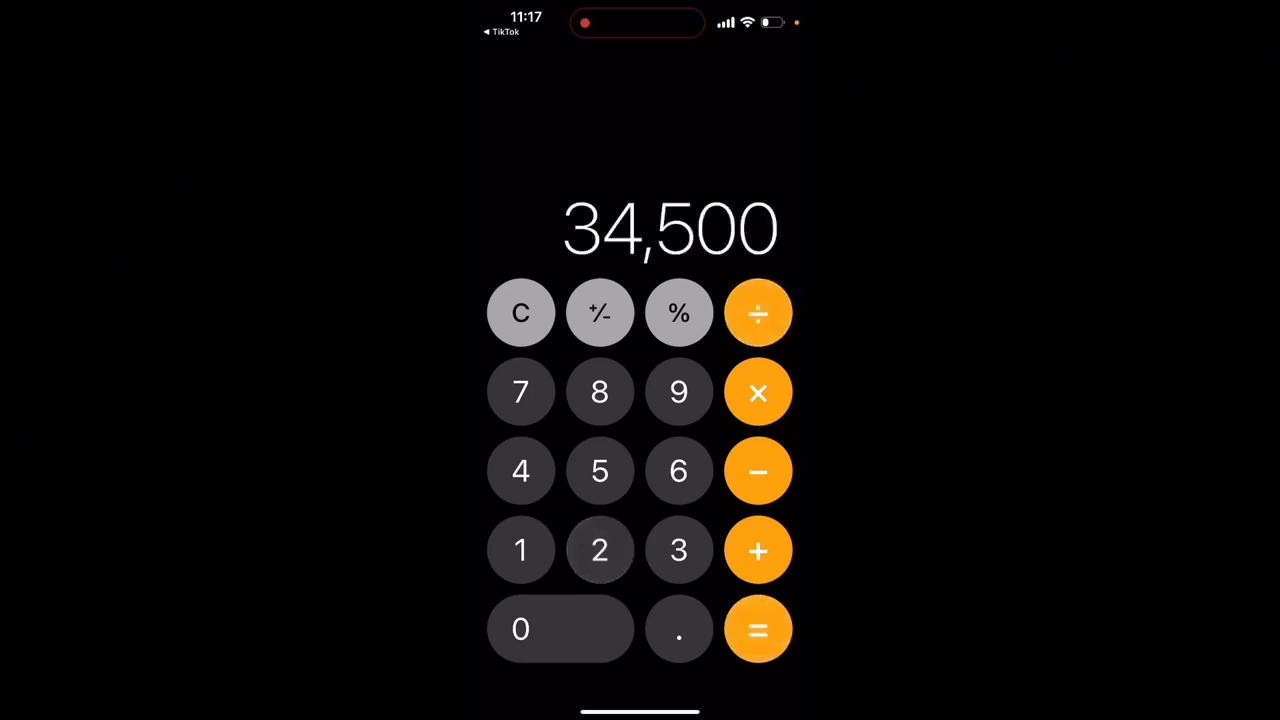 11:17
◀ TikTok
34,500
C +/- % ÷
7 8 9 ×
4 5 6 −
1 2 3 +
0 . =